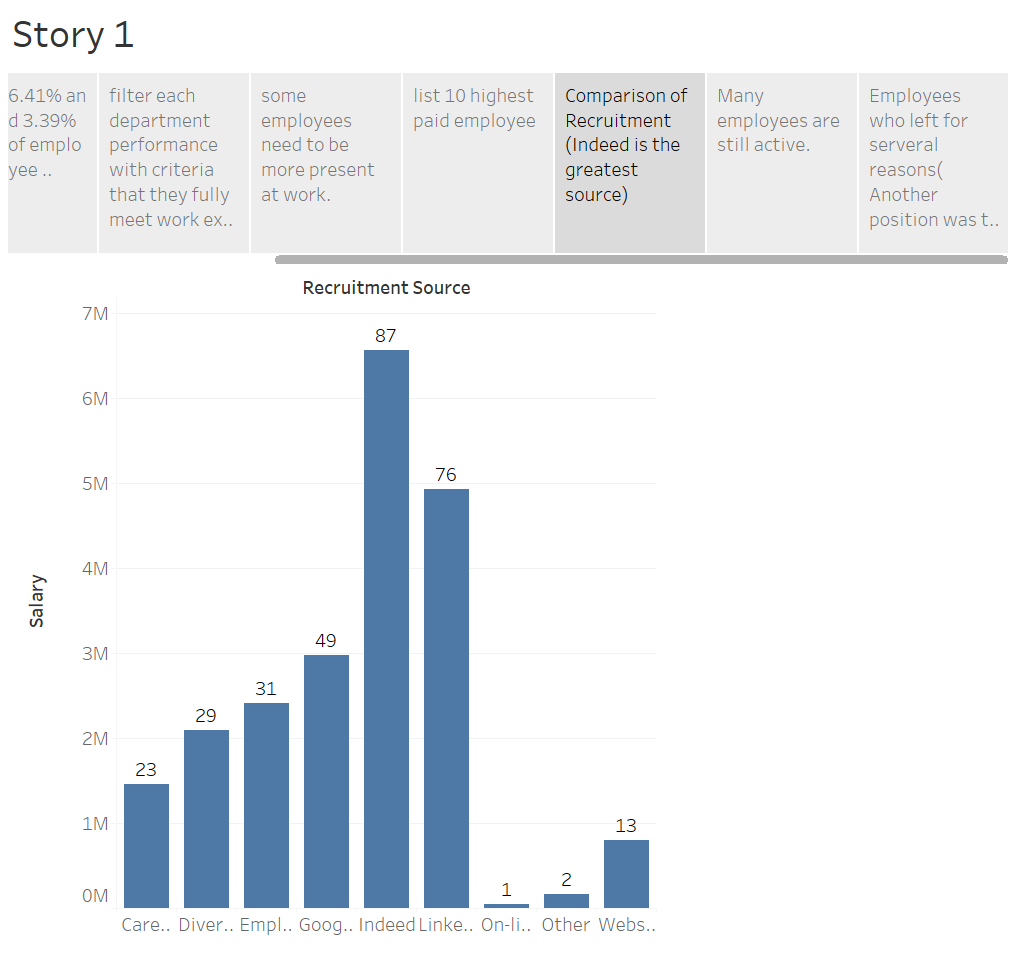 Story 1
6.41% an
d 3.39%
of emplo
yee ..
filter each
department
performance
with criteria
that they fully
meet work ex..
some
employees
need to be
more present
at work.
list 10 highest
paid employee
Comparison of
Recruitment
(Indeed is the
greatest
source)
Many
employees are
still active.
Employees
who left for
serveral
reasons(
Another
position was t..
Recruitment Source
7M
6M
5M
4M
3M
2M
1M
0M
Salary
23
29
31
49
87
76
1
2
13
Care..
Diver..
Empl..
Goog..
Indeed
Linke..
On-li..
Other
Webs..